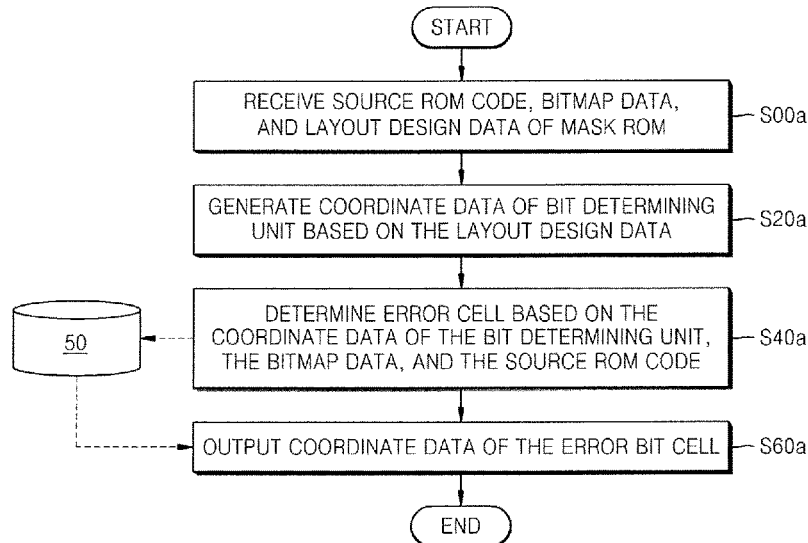 START
RECEIVE SOURCE ROM CODE, BITMAP DATA,
AND LAYOUT DESIGN DATA OF MASK ROM
S00a
GENERATE COORDINATE DATA OF BIT DETERMINING
UNIT BASED ON THE LAYOUT DESIGN DATA
S20a
DETERMINE ERROR CELL BASED ON THE
COORDINATE DATA OF THE BIT DETERMINING UNIT,
THE BITMAP DATA, AND THE SOURCE ROM CODE
S40a
50
OUTPUT COORDINATE DATA OF THE ERROR BIT CELL
S60a
END